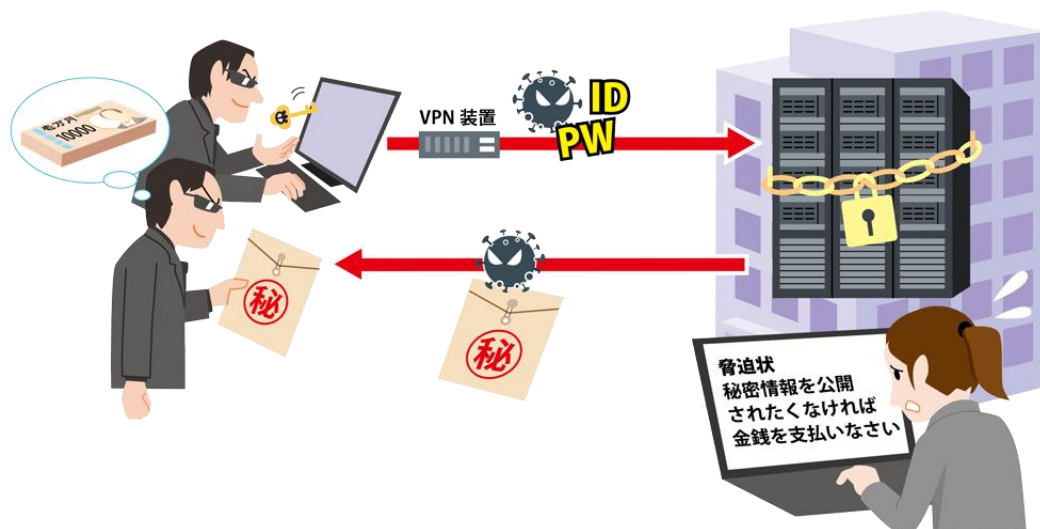 壱万円
10000
VPN 装置
ID
PW
秘
秘
脅迫状
秘密情報を公開
されたくなければ
金銭を支払いなさい